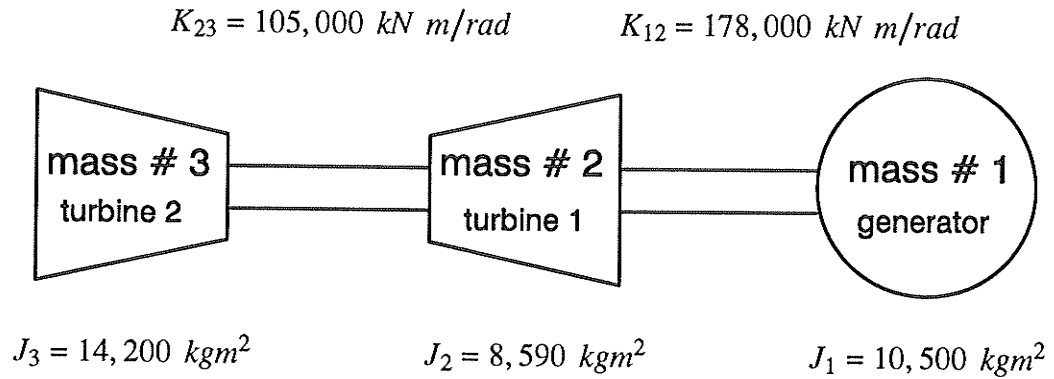 K₂₃ = 105,000 kN m/rad K₁₂ = 178,000 kN m/rad
mass # 3 mass # 2 mass # 1
turbine 2 turbine 1 generator
J₃ = 14,200 kgm² J₂ = 8,590 kgm² J₁ = 10,500 kgm²